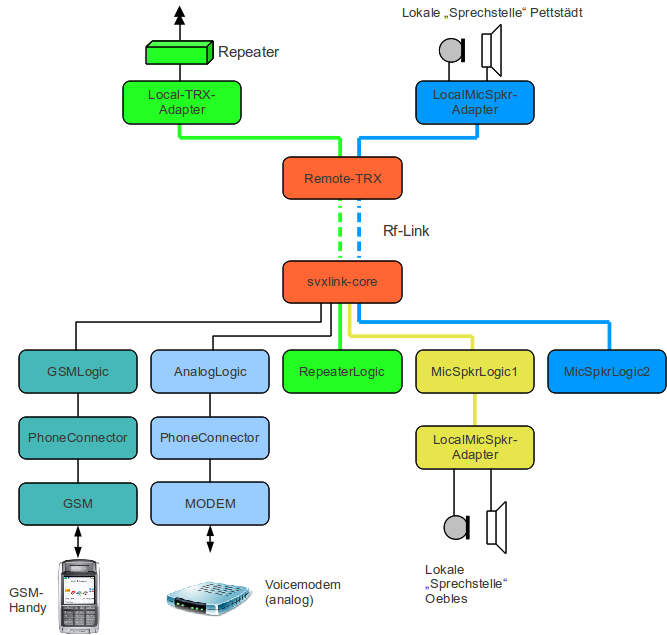 Lokale „Sprechstelle“ Pettstädt
Repeater
Local-TRX-
Adapter
LocalMicSpkr-
Adapter
Remote-TRX
Rf-Link
svxlink-core
GSMLogic
AnalogLogic
RepeaterLogic
MicSpkrLogic1
MicSpkrLogic2
PhoneConnector
PhoneConnector
LocalMicSpkr-
Adapter
GSM
MODEM
GSM-
Handy
Voicemodem
(analog)
Lokale
„Sprechstelle“
Oebles